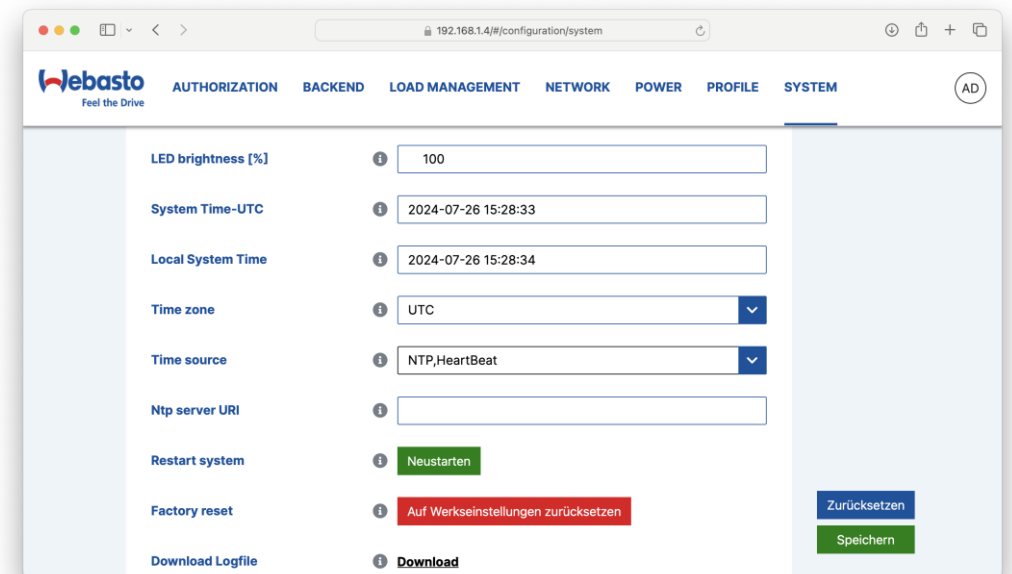 192.168.1.4/#/configuration/system
Webasto
Feel the Drive
AUTHORIZATION BACKEND LOAD MANAGEMENT NETWORK POWER PROFILE SYSTEM
AD
LED brightness [%] 100
System Time-UTC 2024-07-26 15:28:33
Local System Time 2024-07-26 15:28:34
Time zone UTC
Time source NTP,HeartBeat
Ntp server URI
Restart system Neustarten
Factory reset Auf Werkseinstellungen zurücksetzen
Zurücksetzen
Speichern
Download Logfile Download